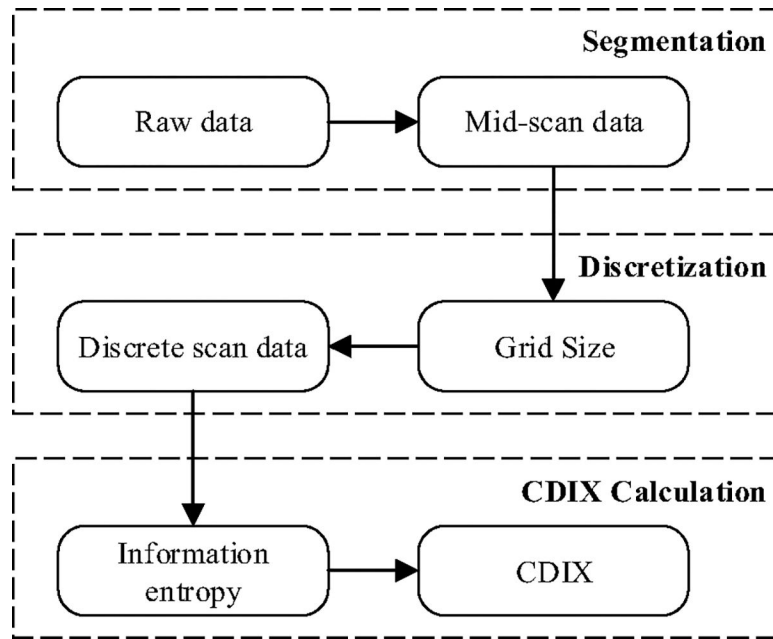 Segmentation
Raw data
Mid-scan data
Discretization
Discrete scan data
Grid Size
CDIX Calculation
Information
entropy
CDIX